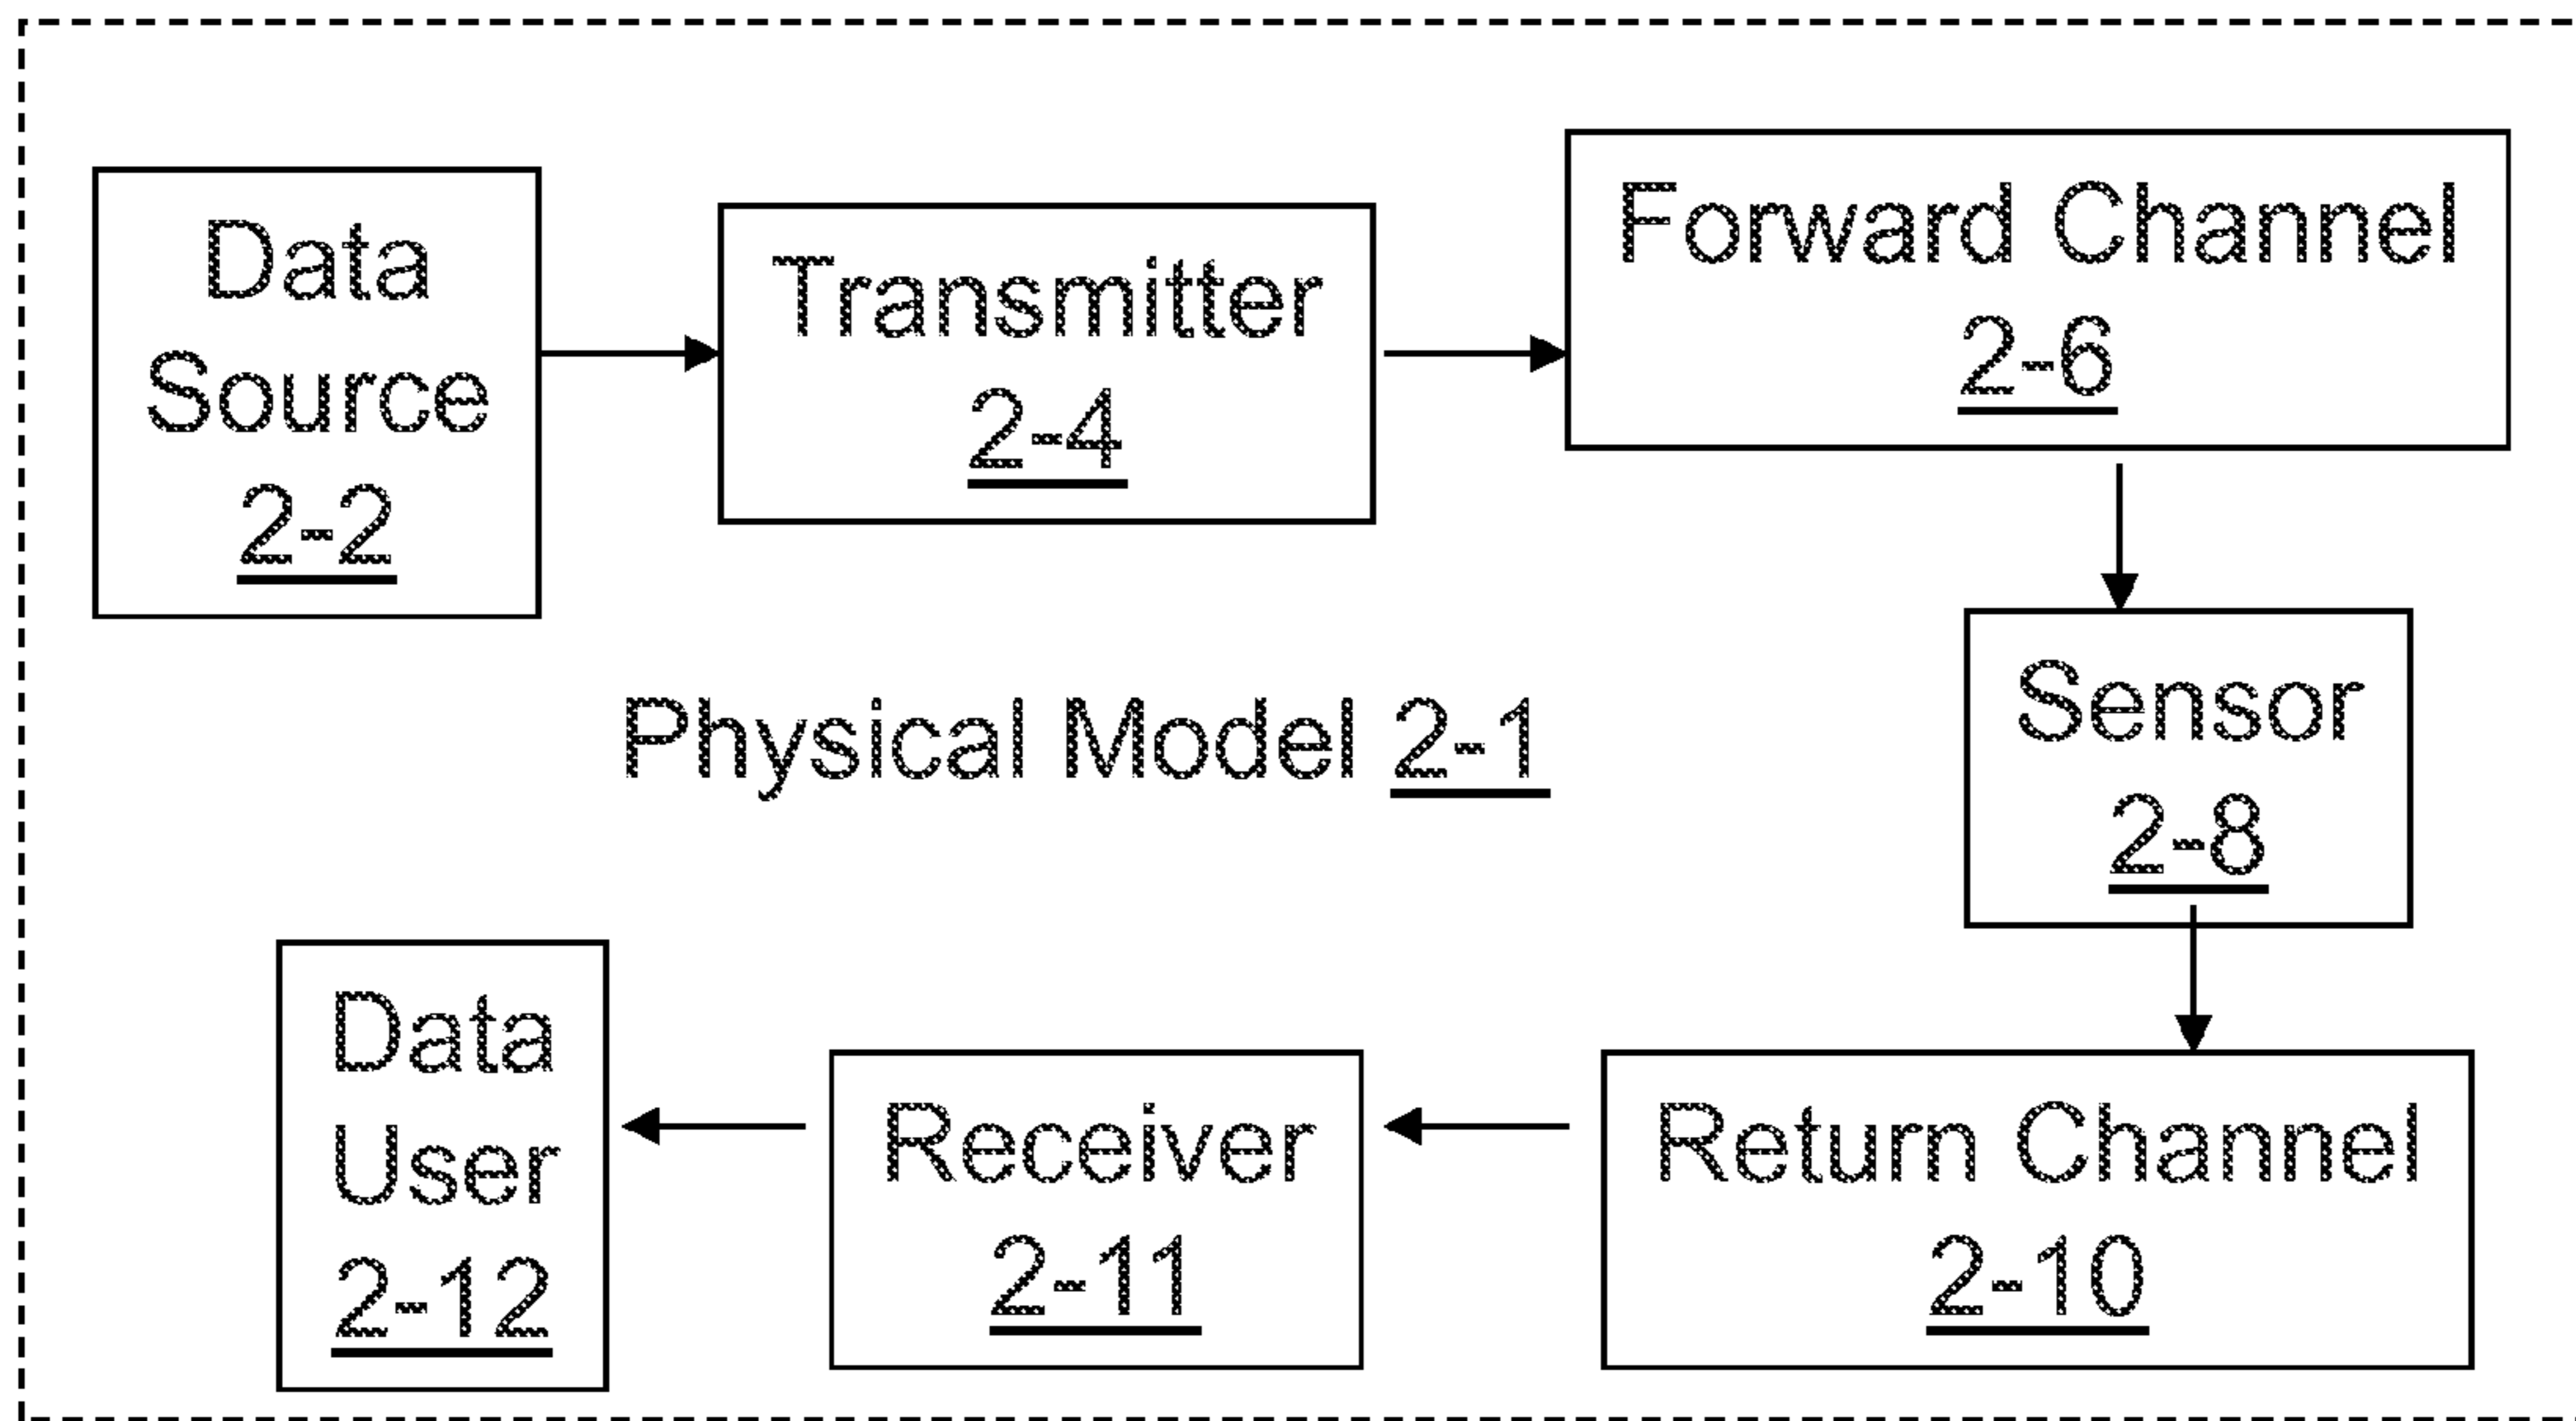 Data
Source
2-2
Transmitter
2-4
Forward Channel
2-6
Physical Model 2-1
Sensor
2-8
Data
User
2-12
Receiver
2-11
Return Channel
2-10